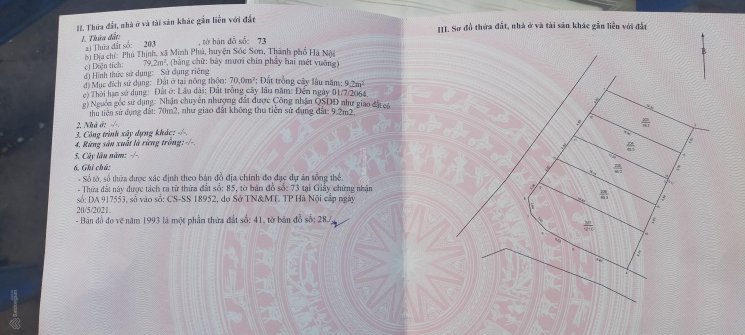 II. Thửa đất, nhà ở và tài sản khác gắn liền với đất
1. Thửa đất:
a) Thửa đất số: 203 , tờ bản đồ số: 73
b) Địa chỉ: Phú Thịnh, xã Minh Phú, huyện Sóc Sơn, Thành phố Hà Nội
c) Diện tích: 79,2m², (bằng chữ: bảy mươi chín phẩy hai mét vuông)
d) Hình thức sử dụng: Sử dụng riêng
đ) Mục đích sử dụng: Đất ở tại nông thôn: 70,0m²; Đất trồng cây lâu năm: 9,2m²
e) Thời hạn sử dụng: Đất ở: Lâu dài; Đất trồng cây lâu năm: Đến ngày 01/7/2064
g) Nguồn gốc sử dụng: Nhận chuyển nhượng đất được Công nhận QSDĐ như giao đất có
thu tiền sử dụng đất: 70m2, như giao đất không thu tiền sử dụng đất: 9.2m2.
2. Nhà ở: -/-.
3. Công trình xây dựng khác: -/-.
4. Rừng sản xuất là rừng trồng: -/-.
5. Cây lâu năm: -/-
6. Ghi chú:
- Số tờ, số thửa được xác định theo bản đồ địa chính đo đạc dự án tổng thể.
- Thửa đất này được tách ra từ thửa đất số: 85, tờ bản đồ số: 73 tại Giấy chứng nhận
số: DA 917553, số vào sổ: CS-SS 18952, do Sở TN&MT. TP Hà Nội cấp ngày
20/5/2021.
- Bản đồ đo vẽ năm 1993 là một phần thửa đất số: 41, tờ bản đồ số: 28./.
III. Sơ đồ thửa đất, nhà ở và tài sản khác gắn liền với đất
B